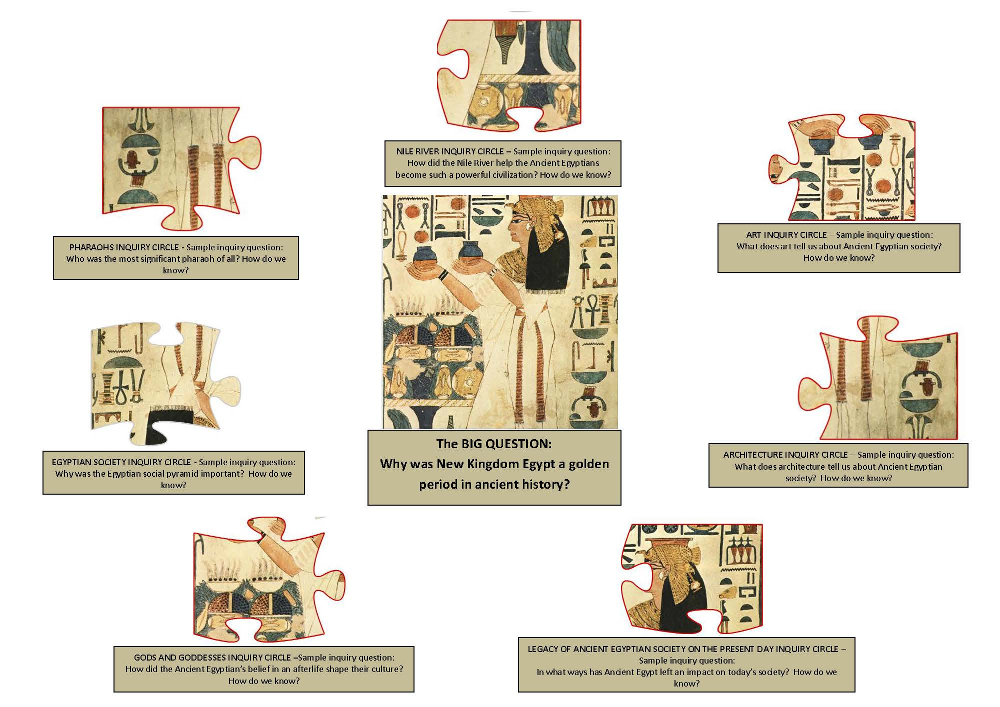 NILE RIVER INQUIRY CIRCLE – Sample inquiry question:
How did the Nile River help the Ancient Egyptians
become such a powerful civilization? How do we know?
PHARAOHS INQUIRY CIRCLE - Sample inquiry question:
Who was the most significant pharaoh of all? How do we
know?
ART INQUIRY CIRCLE – Sample inquiry question:
What does art tell us about Ancient Egyptian society?
How do we know?
EGYPTIAN SOCIETY INQUIRY CIRCLE - Sample inquiry question:
Why was the Egyptian social pyramid important?  How do we
know?
The BIG QUESTION:
Why was New Kingdom Egypt a golden
period in ancient history?
ARCHITECTURE INQUIRY CIRCLE – Sample inquiry question:
What does architecture tell us about Ancient Egyptian
society?  How do we know?
GODS AND GODDESSES INQUIRY CIRCLE –Sample inquiry question:
How did the Ancient Egyptian’s belief in an afterlife shape their culture?
How do we know?
LEGACY OF ANCIENT EGYPTIAN SOCIETY ON THE PRESENT DAY INQUIRY CIRCLE –
Sample inquiry question:
In what ways has Ancient Egypt left an impact on today’s society?  How do we
know?